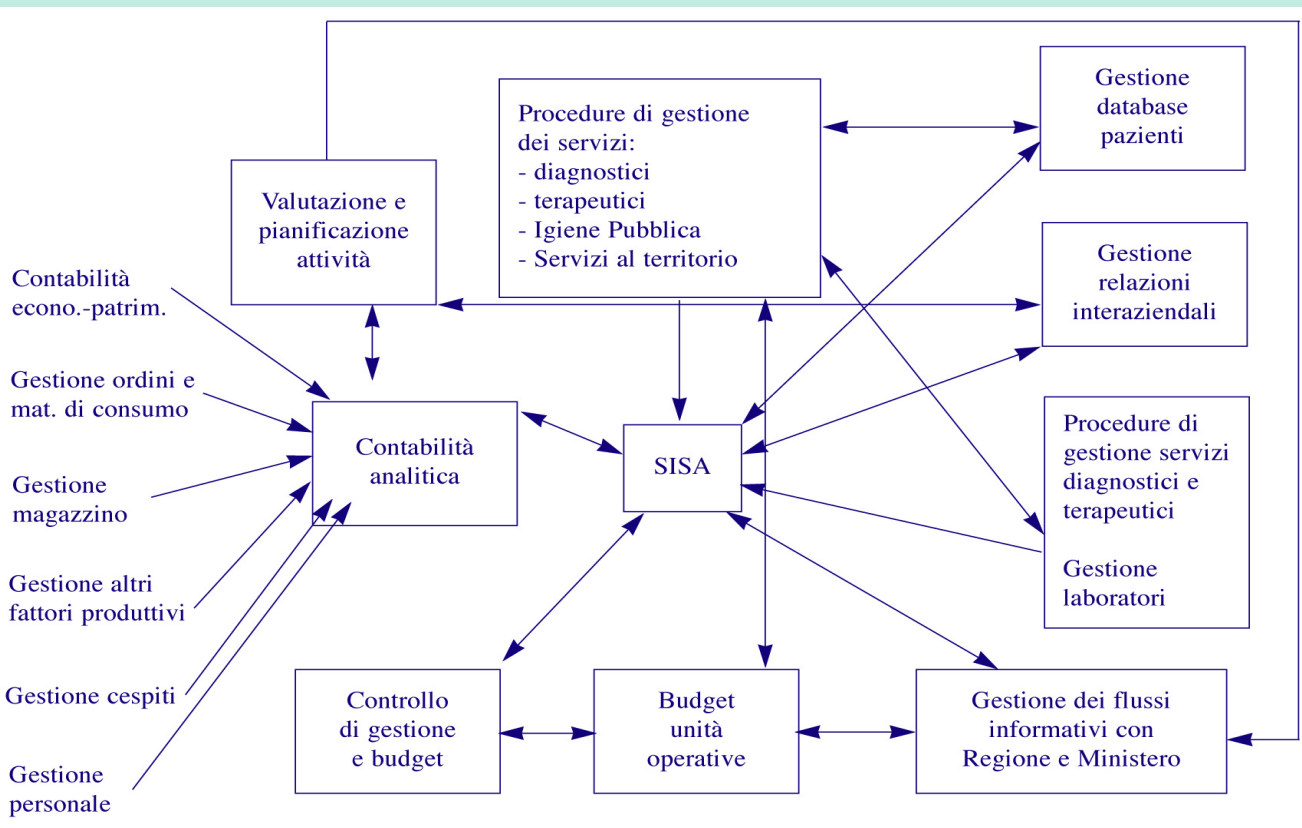 Gestione
database
pazienti
Procedure di gestione
dei servizi:
- diagnostici
- terapeutici
- Igiene Pubblica
- Servizi al territorio
Valutazione e
pianificazione
attività
Gestione
relazioni
interaziendali
Contabilità
econo.-patrim.
Gestione ordini e
mat. di consumo
Gestione
magazzino
Gestione altri
fattori produttivi
Gestione cespiti
Gestione
personale
Contabilità
analitica
SISA
Procedure di
gestione servizi
diagnostici e
terapeutici
Gestione
laboratori
Controllo
di gestione
e budget
Budget
unità
operative
Gestione dei flussi
informativi con
Regione e Ministero